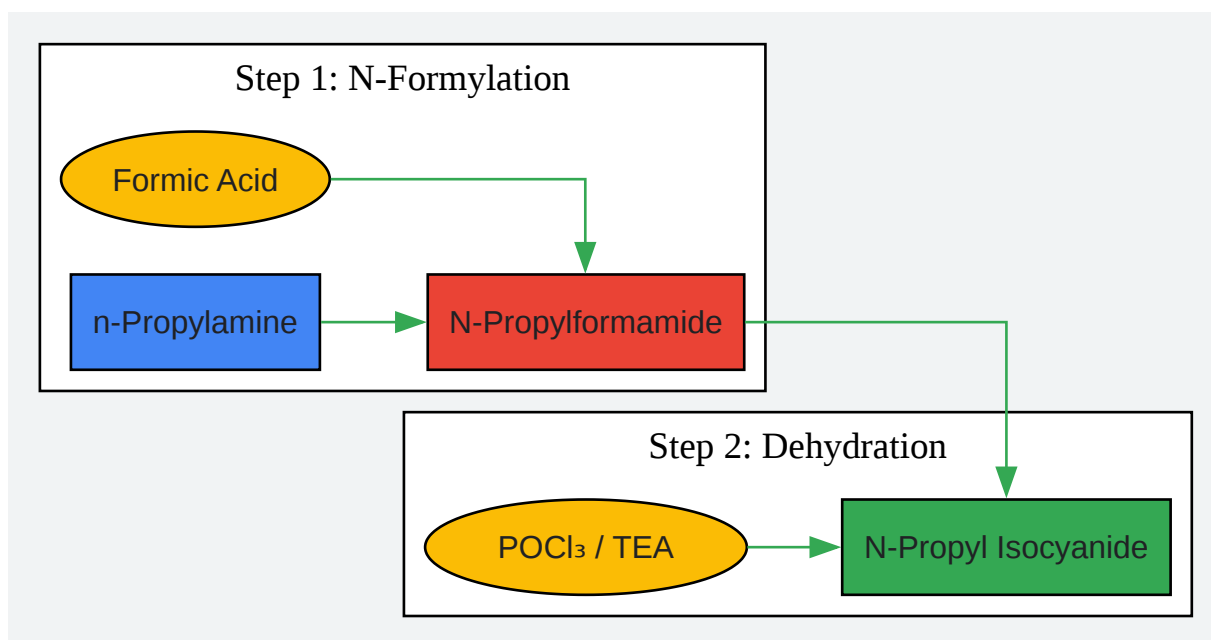 Step 1: N-Formylation
Formic Acid
n-Propylamine
N-Propylformamide
Step 2: Dehydration
POCl₃ / TEA
N-Propyl Isocyanide